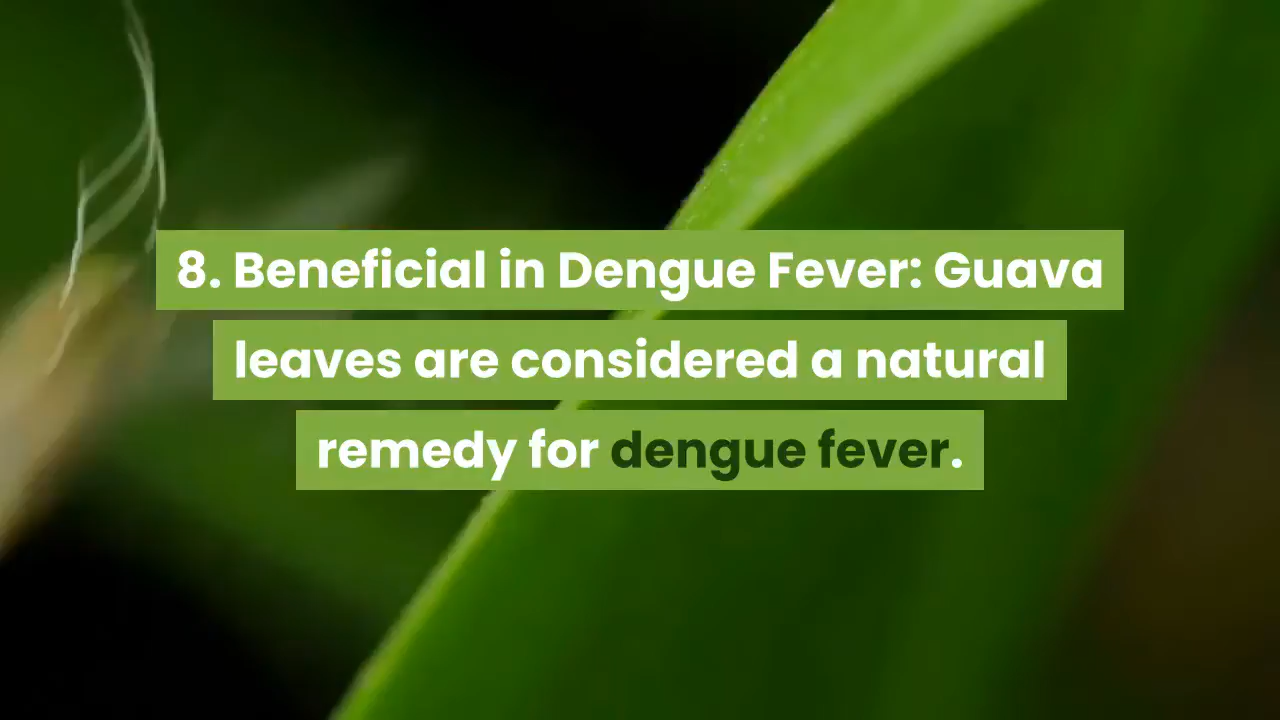 8. Beneficial in Dengue Fever: Guava
leaves are considered a natural
remedy for dengue fever.